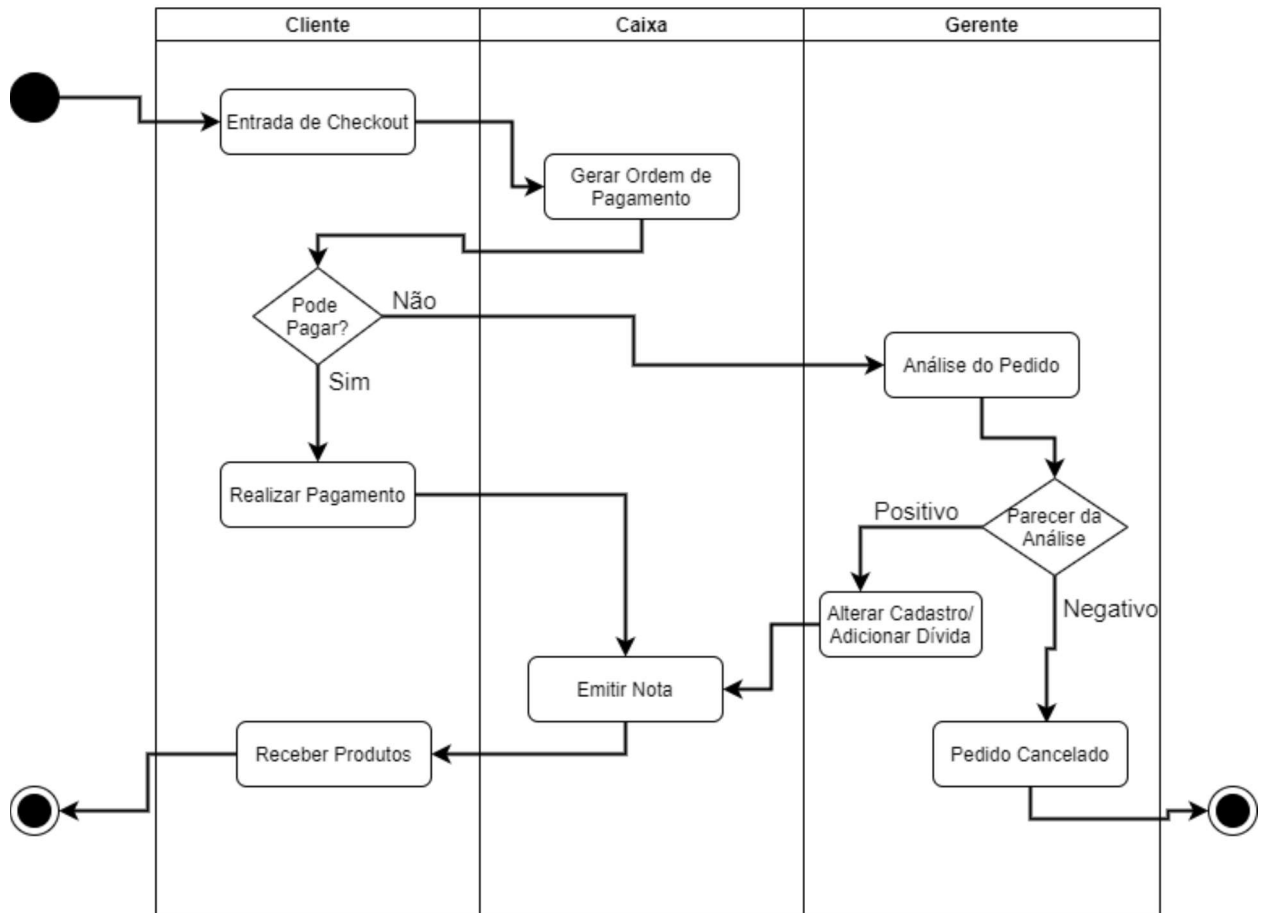 Cliente
Caixa
Gerente
Entrada de Checkout
Gerar Ordem de
Pagamento
Pode
Pagar?
Não
Sim
Análise do Pedido
Realizar Pagamento
Positivo
Parecer da
Análise
Negativo
Alterar Cadastro/
Adicionar Dívida
Emitir Nota
Receber Produtos
Pedido Cancelado